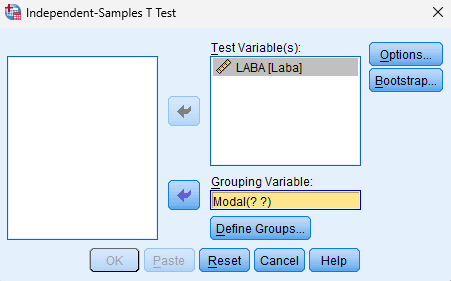 Independent-Samples T Test
Test Variable(s):
LABA [Laba]
Options...
Bootstrap...
Grouping Variable:
Modal(? ?)
Define Groups...
OK Paste Reset Cancel Help